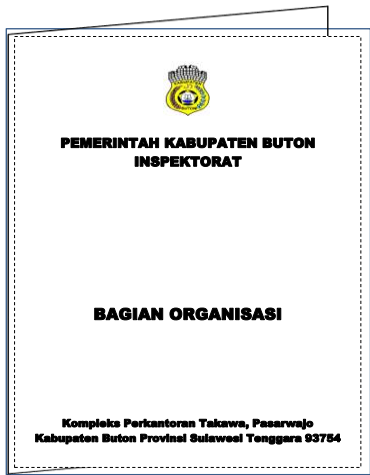 PEMERINTAH KABUPATEN BUTON
INSPEKTORAT
BAGIAN ORGANISASI
Kompleks Perkantoran Takawa, Pasarwajo
Kabupaten Buton Provinsi Sulawesi Tenggara 93754